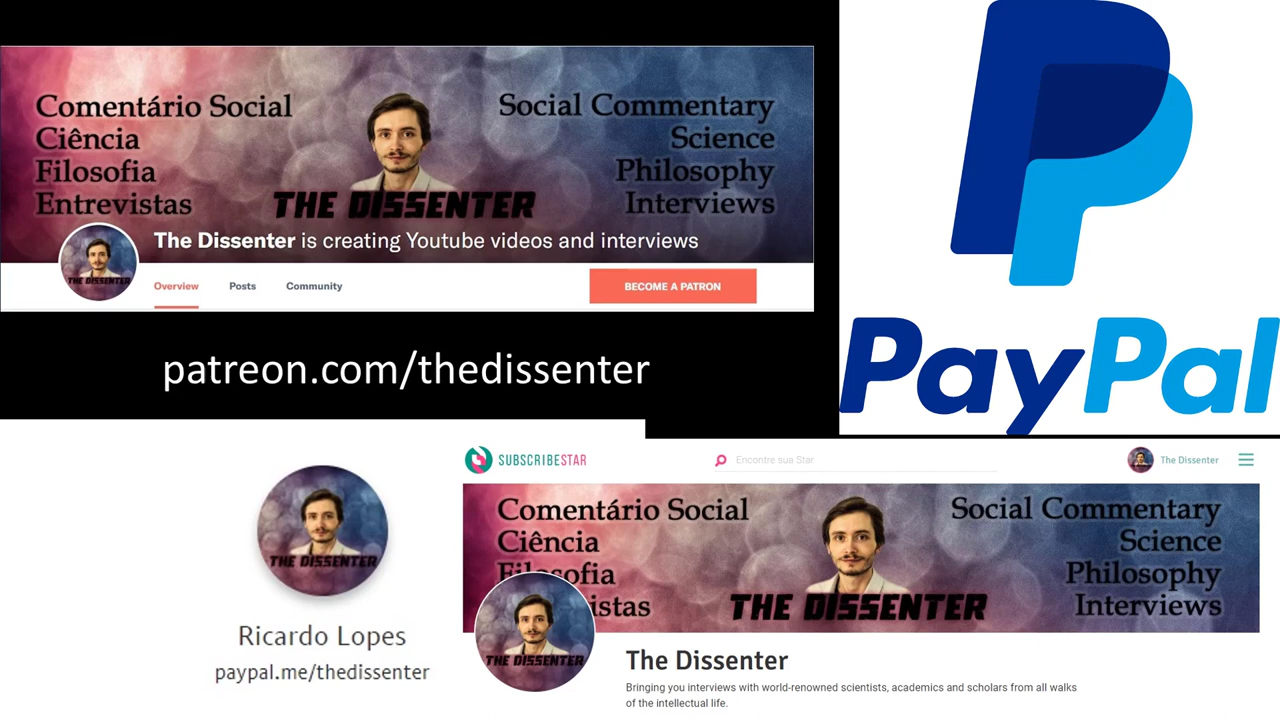 Comentário Social
Ciência
Filosofia
Entrevistas
Social Commentary
Science
Philosophy
Interviews
THE DISSENTER
The Dissenter is creating Youtube videos and interviews
THE DISSENTER
Overview
Posts
Community
BECOME A PATRON
patreon.com/thedissenter
PayPal
THE DISSENTER
Ricardo Lopes
paypal.me/thedissenter
SUBSCRIBESTAR
Encontre sua Star
The Dissenter
Comentário Social
Ciência
Filosofia
istas
Social Commentary
Science
Philosophy
Interviews
THE DISSENTER
THE DISSENTER
The Dissenter
Bringing you interviews with world-renowned scientists, academics and scholars from all walks
of the intellectual life.